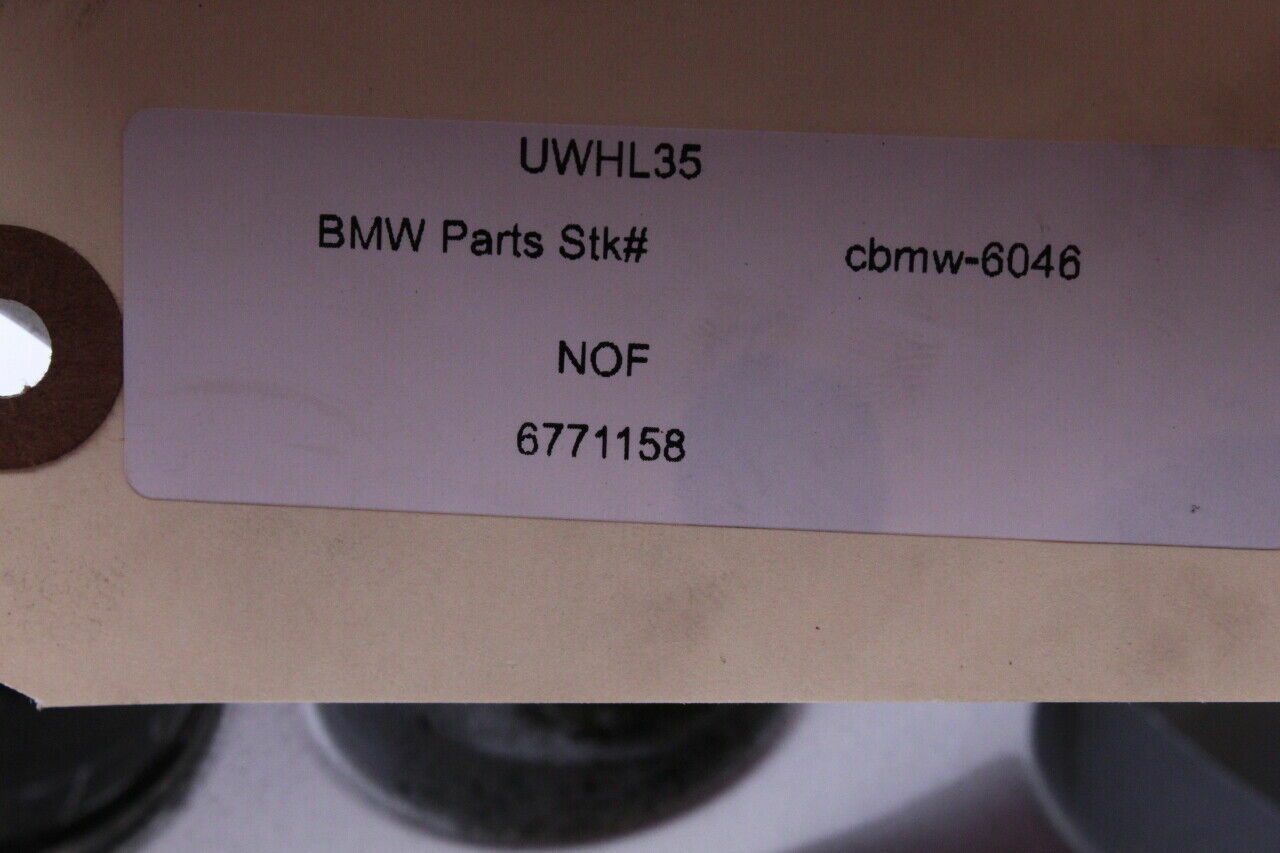 UWHL35
BMW Parts Stk# cbmw-6046
NOF
6771158